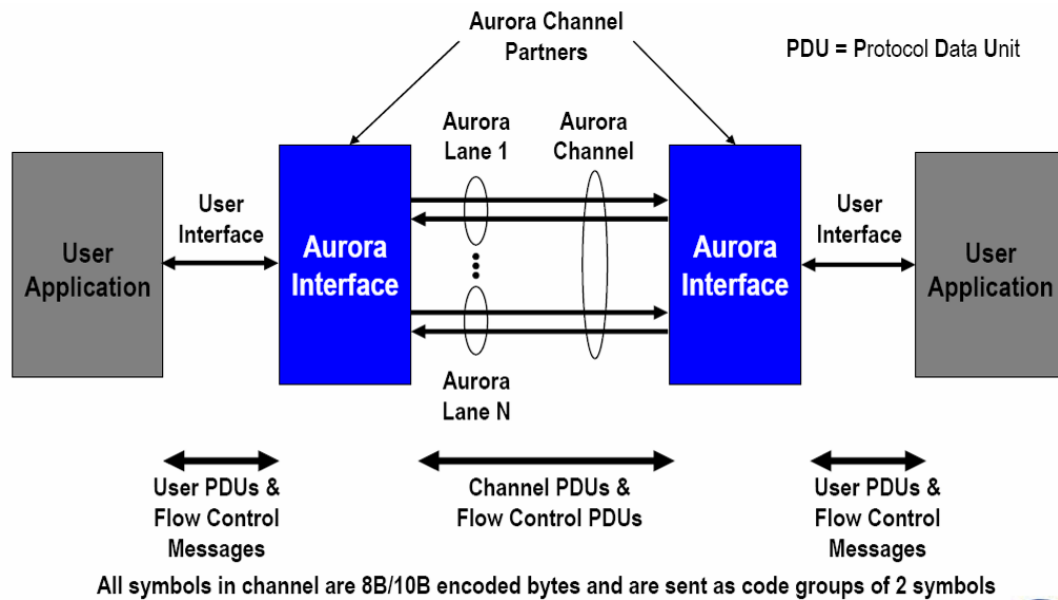 Aurora Channel
Partners
PDU = Protocol Data Unit
Aurora
Lane 1
Aurora
Channel
User
Interface
User
Interface
User
Application
Aurora
Interface
Aurora
Interface
User
Application
Aurora
Lane N
User PDUs &
Flow Control
Messages
Channel PDUs &
Flow Control PDUs
User PDUs &
Flow Control
Messages
All symbols in channel are 8B/10B encoded bytes and are sent as code groups of 2 symbols